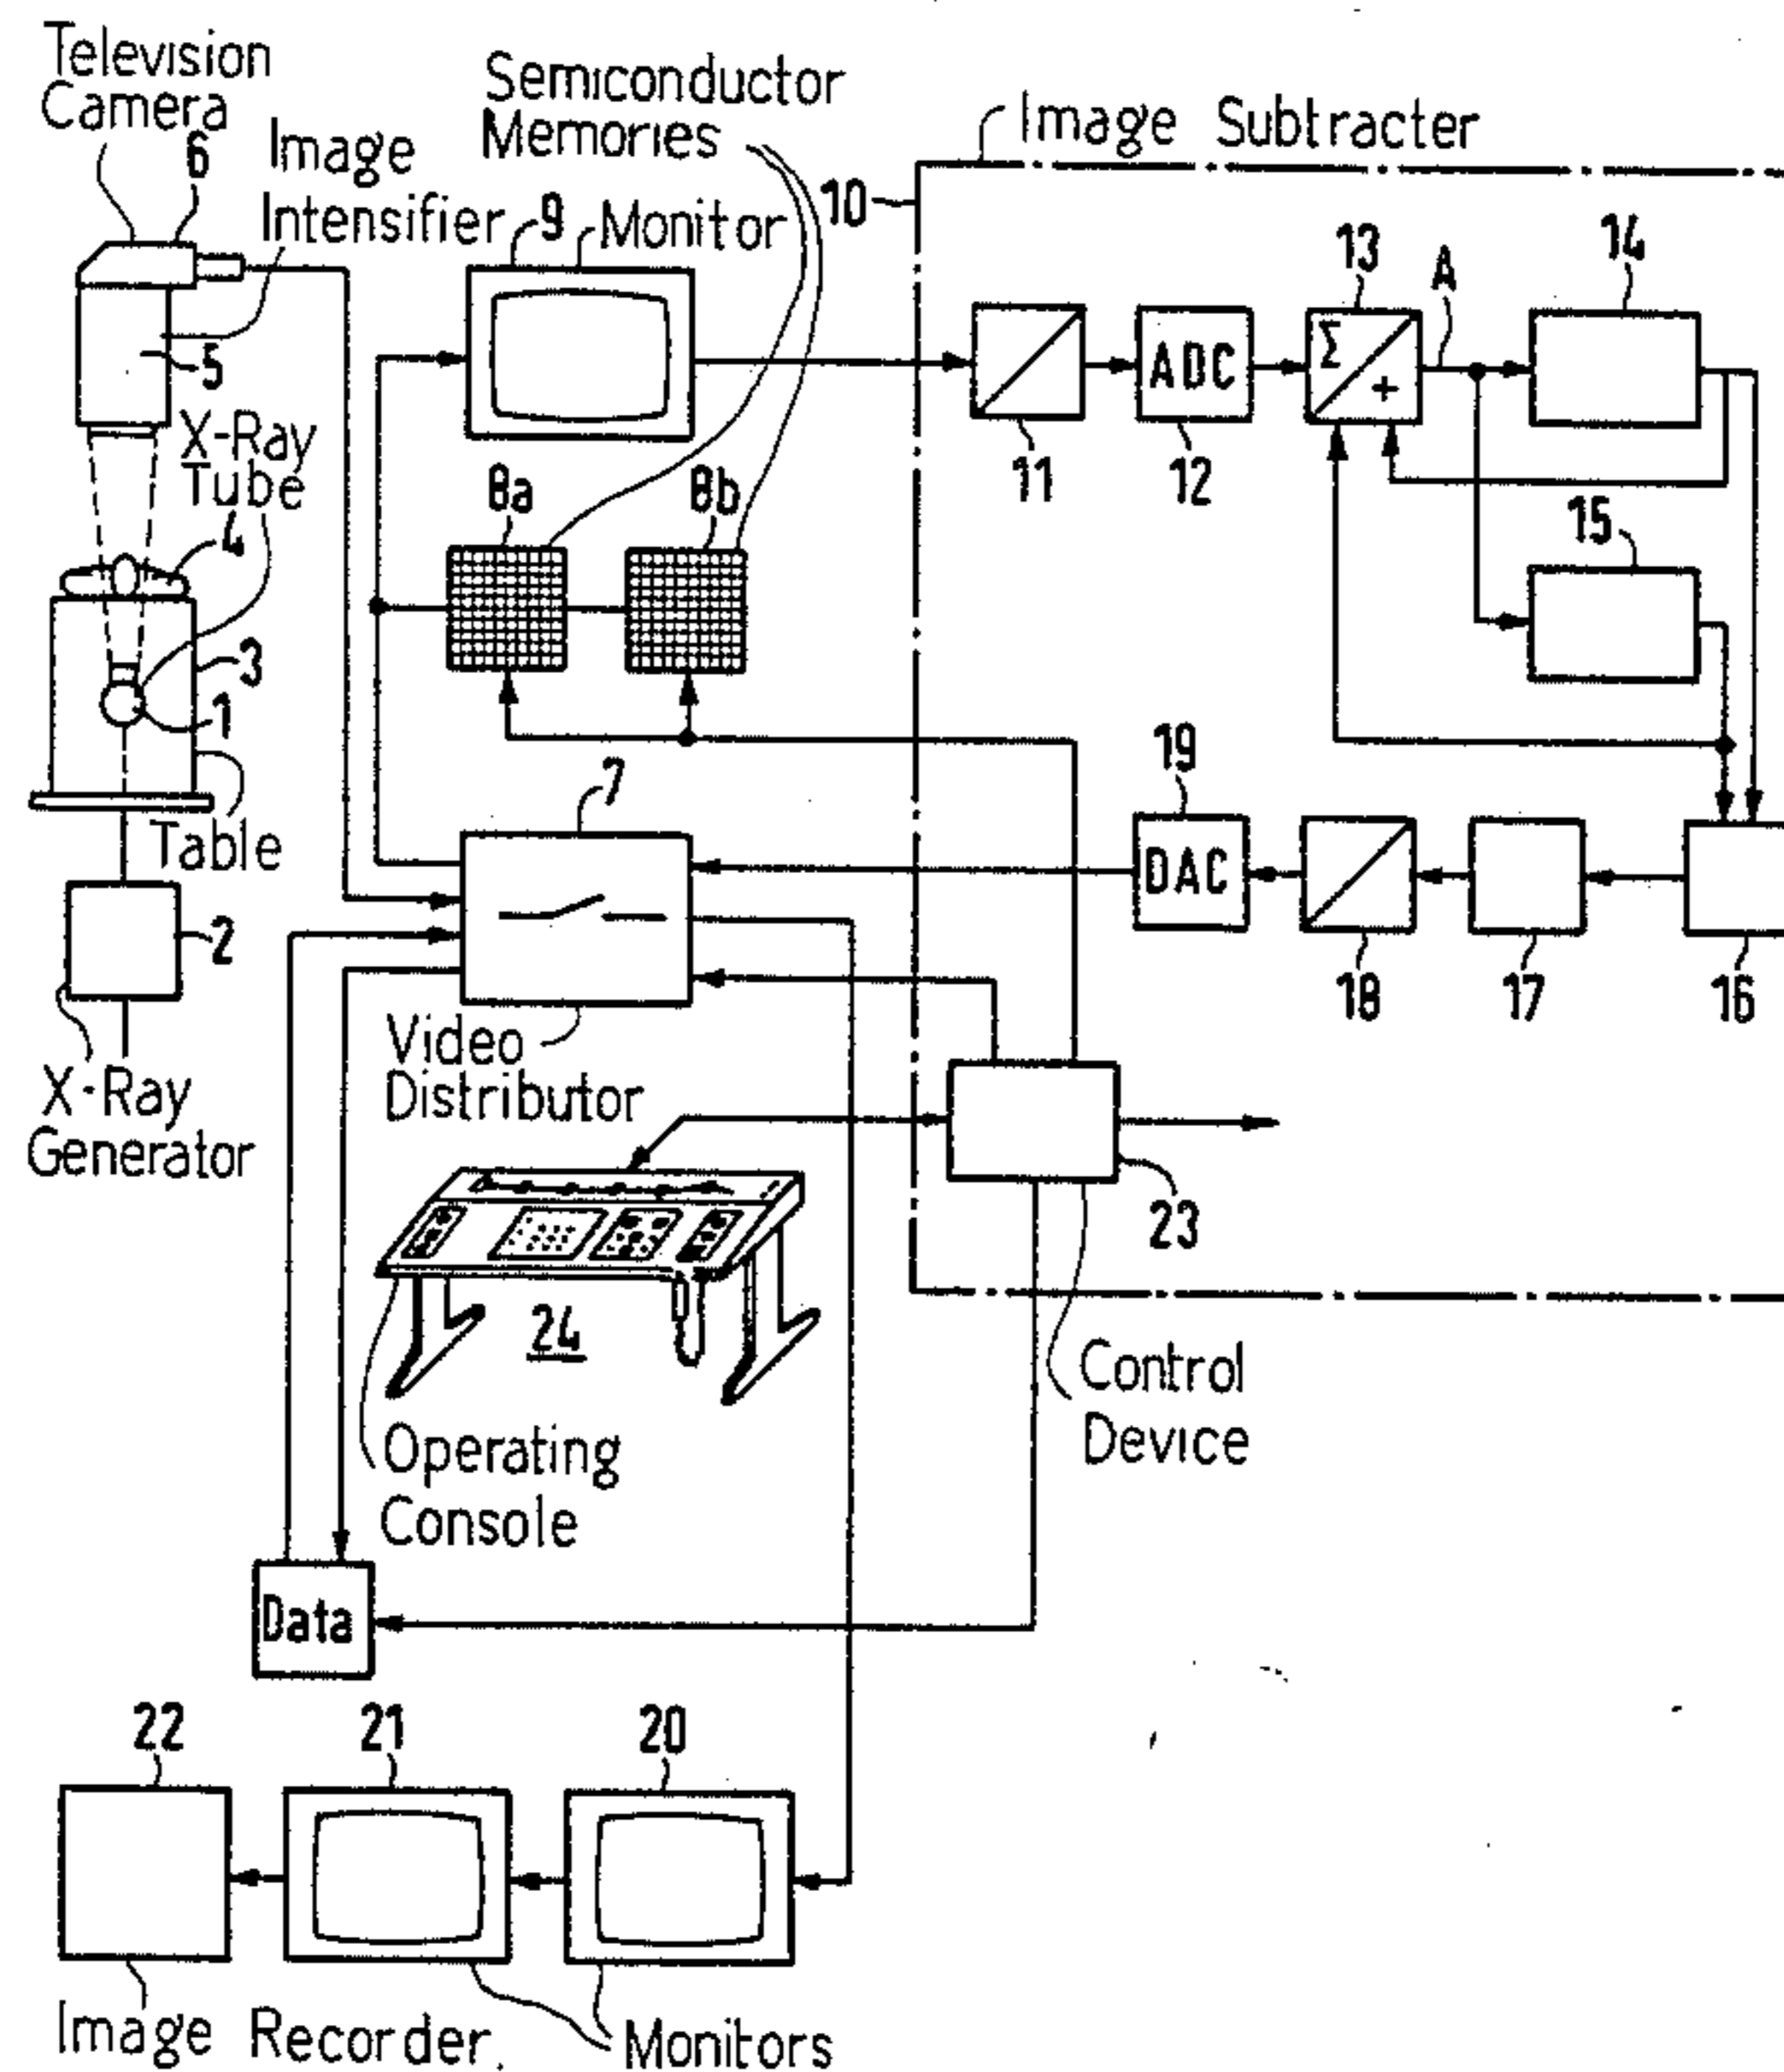 Television
Camera
6
Image
Intensifier
Semiconductor
Memories
Image Subtracter
10
9
Monitor
13
A
14
5
Σ
+
ADC
X-Ray
Tube
11
12
8a
8b
15
4
3
1
7
19
Table
DAC
2
18
17
16
Video
Distributor
X-Ray
Generator
23
24
Control
Device
Operating
Console
Data
22
21
20
Image Recorder.
Monitors